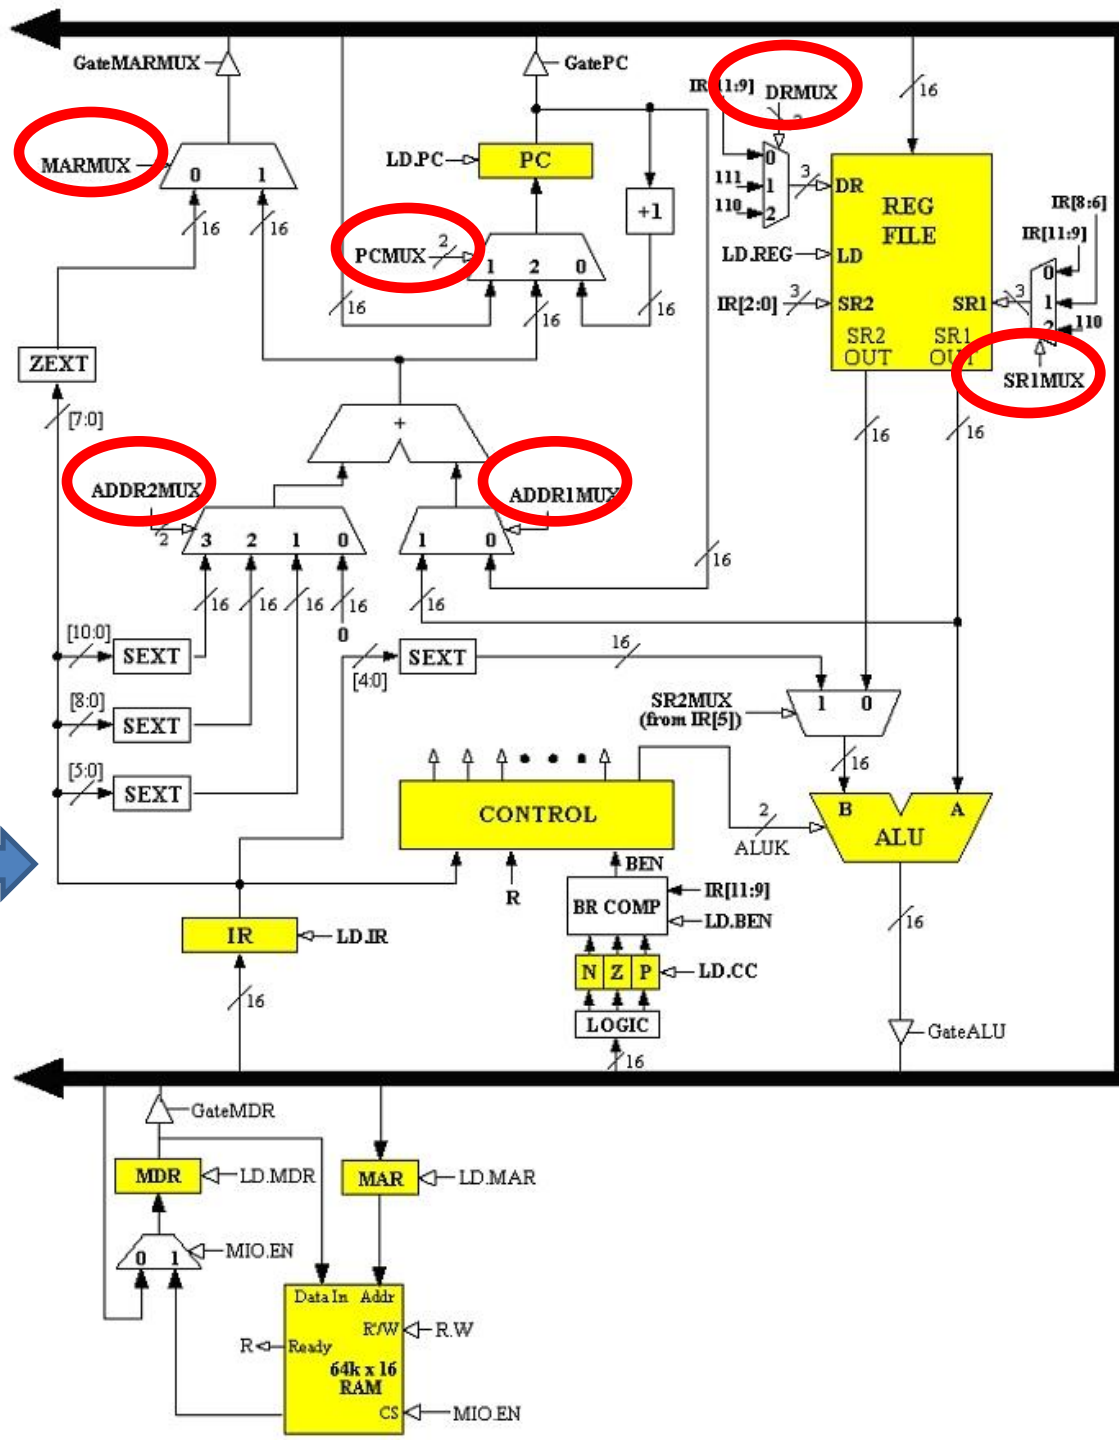 GateMARMUX
GatePC
IR[11:9]
DRMUX
2
16
MARMUX
0 1
LD.PC
PC
0
111
1
110
2
3
DR
REG
FILE
IR[8:6]
IR[11:9]
+1
16
16
PCMUX
2
1 2 0
LD.REG
LD
0
1
2
110
3
IR[2:0]
3
SR2
SR1
16
16
16
SR2
OUT
SR1
OUT
SR1MUX
ZEXT
[7:0]
+
16
16
ADDR2MUX
ADDR1MUX
2
3 2 1 0
1 0
16
16
16
16
16
16
0
[10:0]
SEXT
[4:0]
SEXT
16
[8:0]
SEXT
SR2MUX
(from IR[5])
1 0
16
[5:0]
SEXT
CONTROL
2
ALUK
B A
ALU
BEN
R
BR COMP
IR[11:9]
LD.BEN
16
IR
LD.IR
N Z P
LD.CC
16
LOGIC
16
GateALU
GateMDR
MDR
LD.MDR
MAR
LD.MAR
0 1
MIO.EN
Data In Addr
R/W
R.W
R
Ready
64k x 16
RAM
CS
MIO.EN